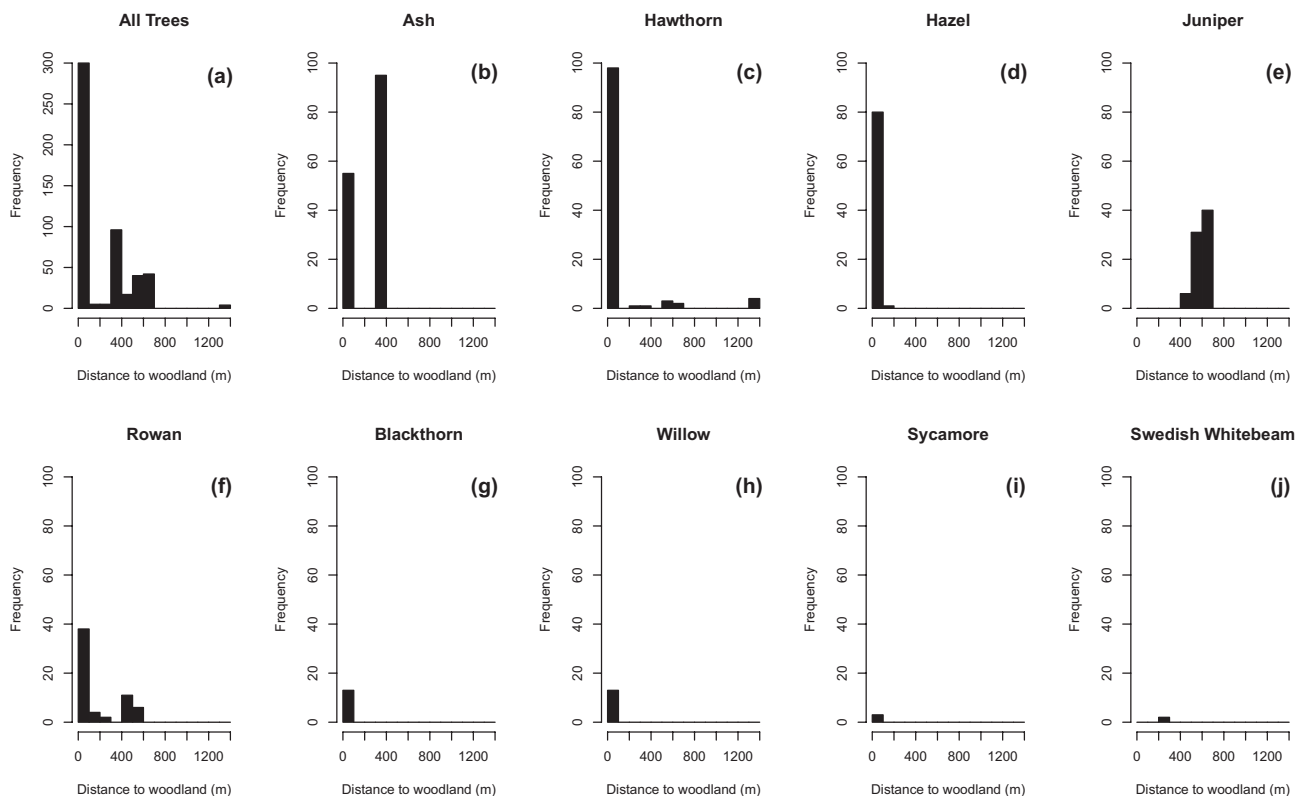 All Trees
Ash
Hawthorn
Hazel
Juniper
(a)
(b)
(c)
(d)
(e)
Frequency
0 50 100 150 200 250 300
Frequency
0 20 40 60 80 100
Frequency
0 20 40 60 80 100
Frequency
0 20 40 60 80 100
Frequency
0 20 40 60 80 100
0 400 800 1200
0 400 800 1200
0 400 800 1200
0 400 800 1200
0 400 800 1200
Distance to woodland (m)
Distance to woodland (m)
Distance to woodland (m)
Distance to woodland (m)
Distance to woodland (m)
Rowan
Blackthorn
Willow
Sycamore
Swedish Whitebeam
(f)
(g)
(h)
(i)
(j)
Frequency
0 20 40 60 80 100
Frequency
0 20 40 60 80 100
Frequency
0 20 40 60 80 100
Frequency
0 20 40 60 80 100
Frequency
0 20 40 60 80 100
0 400 800 1200
0 400 800 1200
0 400 800 1200
0 400 800 1200
0 400 800 1200
Distance to woodland (m)
Distance to woodland (m)
Distance to woodland (m)
Distance to woodland (m)
Distance to woodland (m)